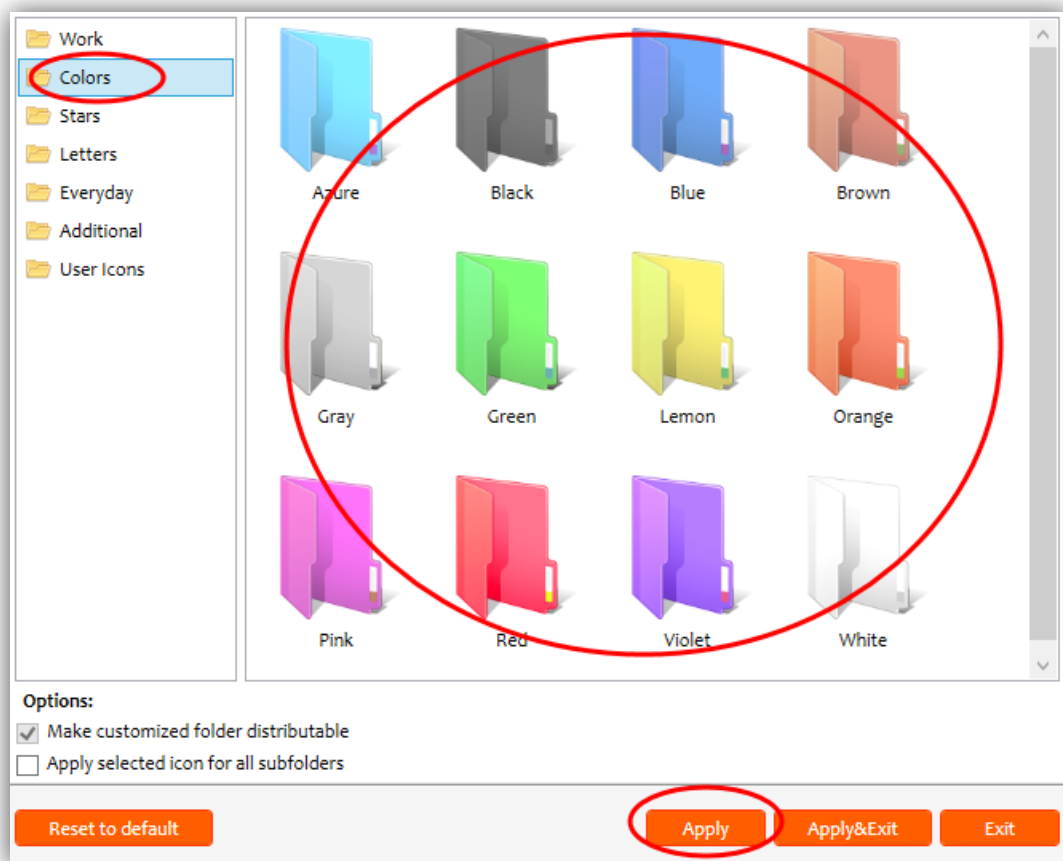 Work
Colors
Stars
Letters
Everyday
Additional
User Icons
Azure Black Blue Brown
Gray Green Lemon Orange
Pink Red Violet White
Options:
Make customized folder distributable
Apply selected icon for all subfolders
Reset to default Apply Apply&Exit Exit